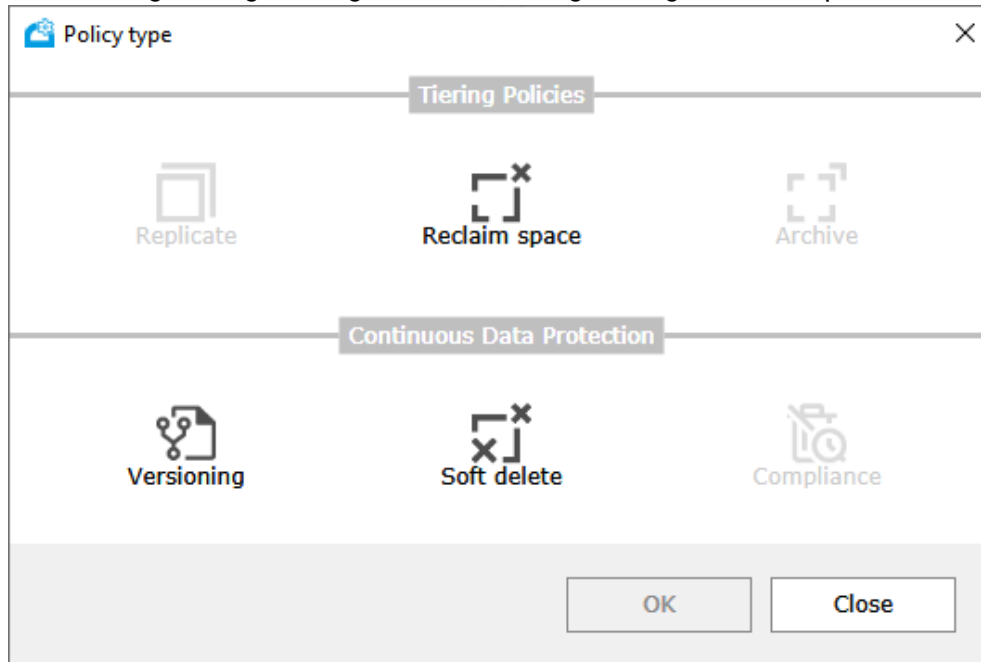 Policy type
Tiering Policies
Replicate
Reclaim space
Archive
Continuous Data Protection
Versioning
Soft delete
Compliance
OK
Close